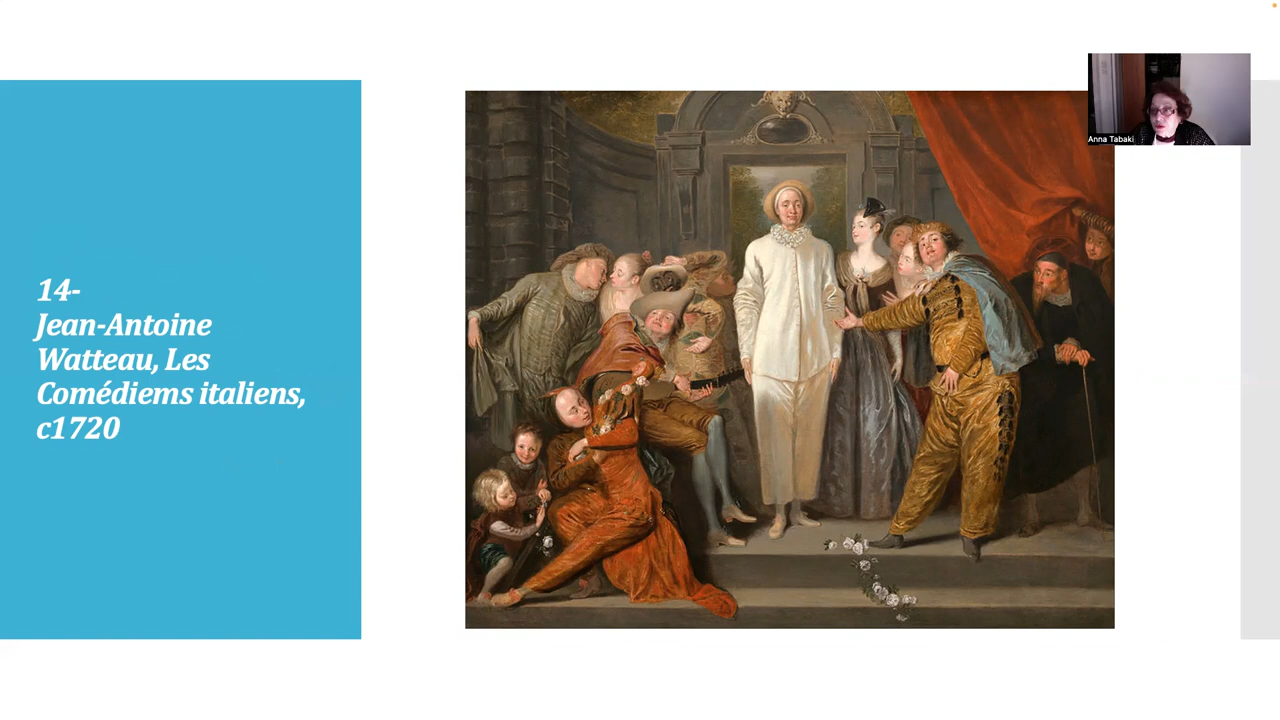 14-
Jean-Antoine
Watteau, Les
Comédiems italiens,
c1720
Anna Tabaki